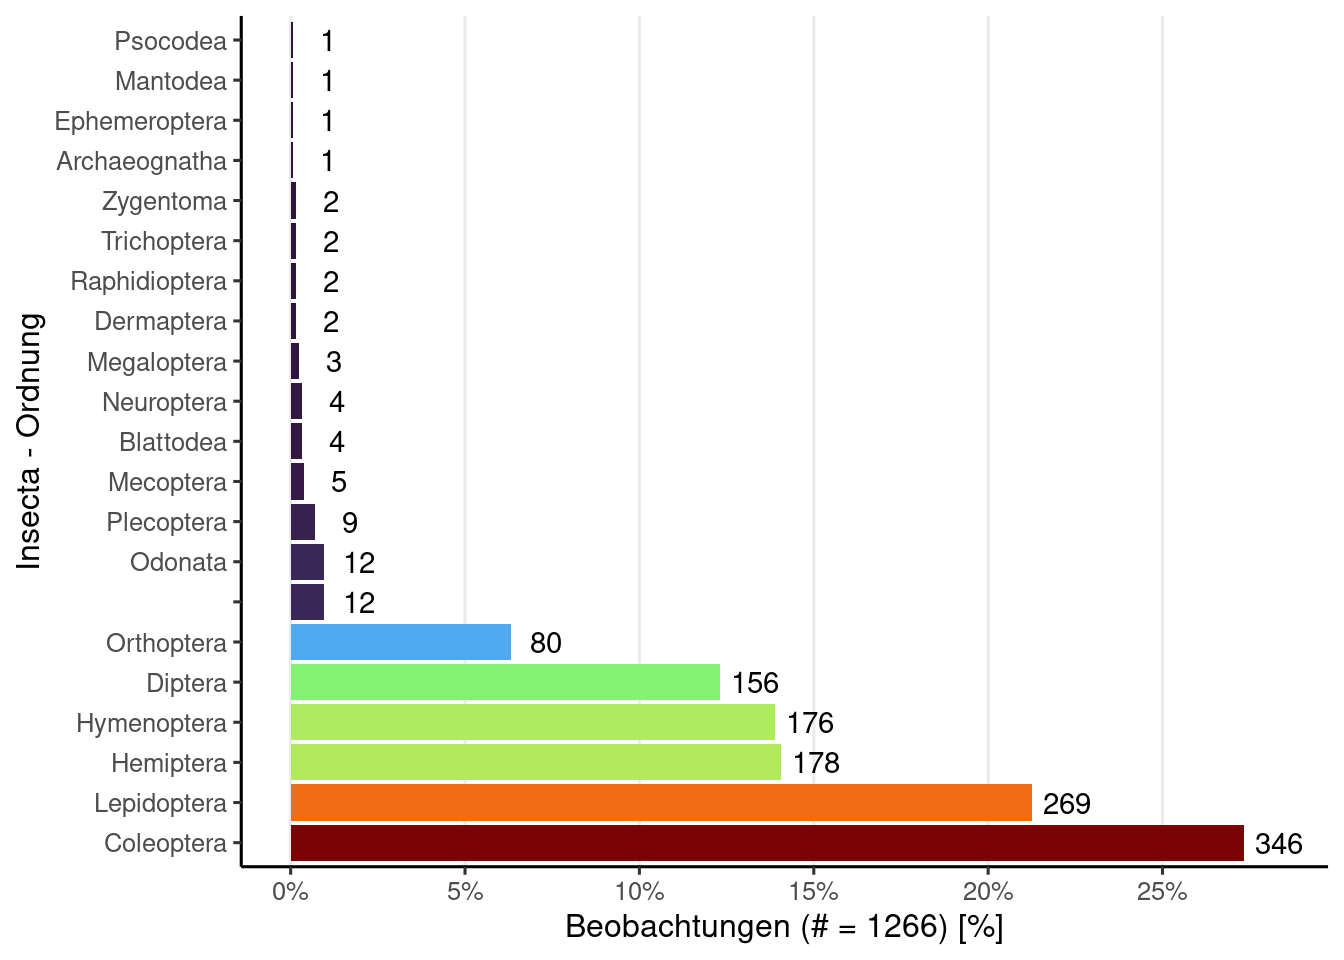 Insecta - Ordnung
Psocodea 1
Mantodea 1
Ephemeroptera 1
Archaeognatha 1
Zygentoma 2
Trichoptera 2
Raphidioptera 2
Dermaptera 2
Megaloptera 3
Neuroptera 4
Blattodea 4
Mecoptera 5
Plecoptera 9
Odonata 12
12
Orthoptera 80
Diptera 156
Hymenoptera 176
Hemiptera 178
Lepidoptera 269
Coleoptera 346
0% 5% 10% 15% 20% 25%
Beobachtungen (# = 1266) [%]